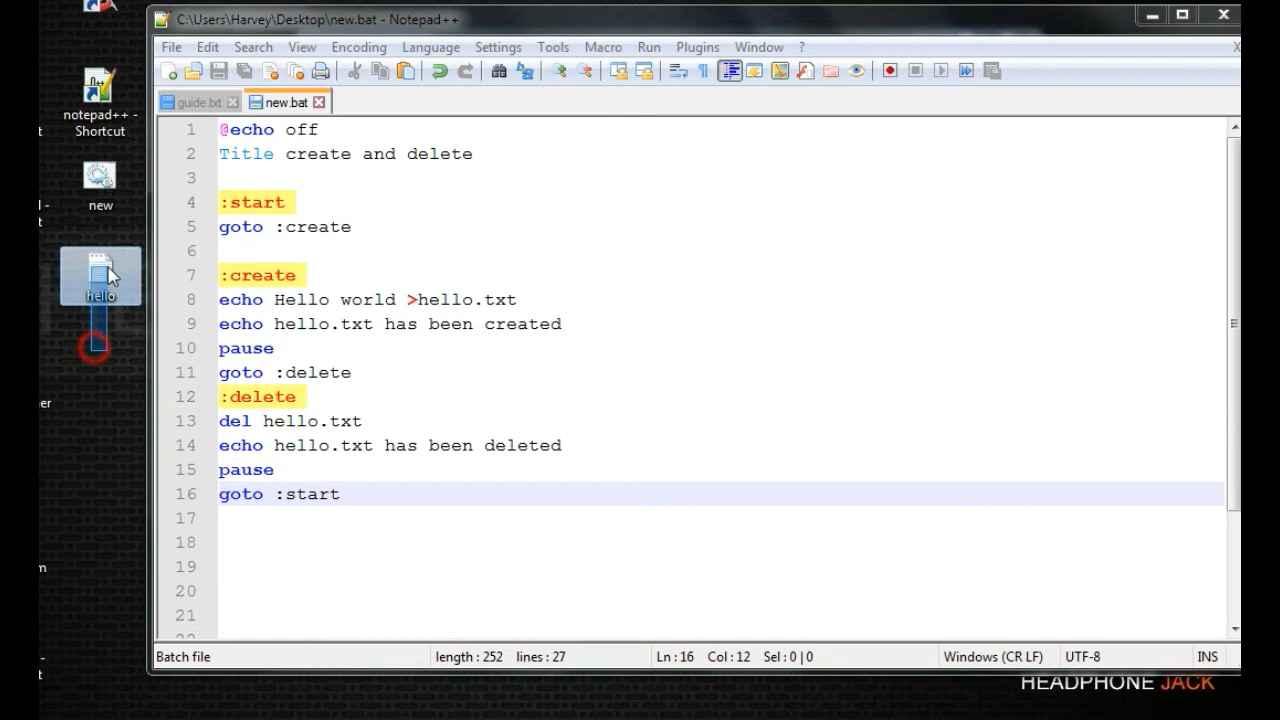 C:\Users\Harvey\Desktop\new.bat - Notepad++
File Edit Search View Encoding Language Settings Tools Macro Run Plugins Window ? X
guide.txt new.bat
1 @echo off
2 Title create and delete
3
4 :start
5 goto :create
6
7 :create
8 echo Hello world >hello.txt
9 echo hello.txt has been created
10 pause
11 goto :delete
12 :delete
13 del hello.txt
14 echo hello.txt has been deleted
15 pause
16 goto :start
17
18
19
20
21
22
Batch file length : 252 lines : 27 Ln : 16 Col : 12 Sel : 0 | 0 Windows (CR LF) UTF-8 INS
notepad++ -
Shortcut
new
hello
HEADPHONE JACK